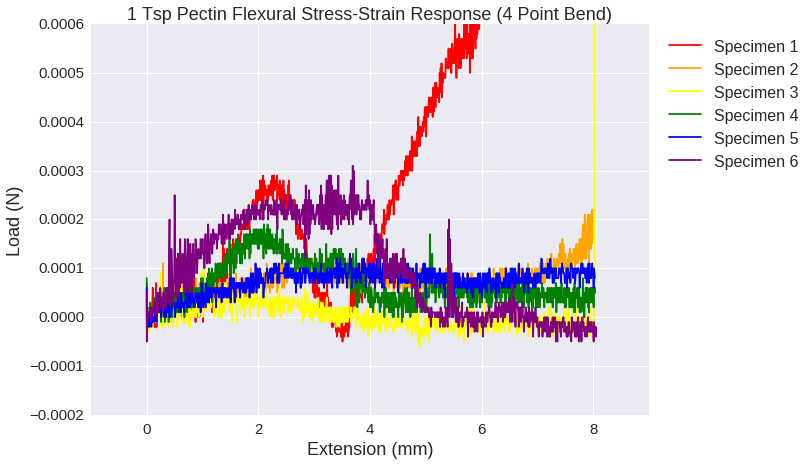 1 Tsp Pectin Flexural Stress-Strain Response (4 Point Bend)
0.0006
0.0005
0.0004
0.0003
0.0002
0.0001
0.0000
−0.0001
−0.0002
Load (N)
0 2 4 6 8
Extension (mm)
Specimen 1
Specimen 2
Specimen 3
Specimen 4
Specimen 5
Specimen 6